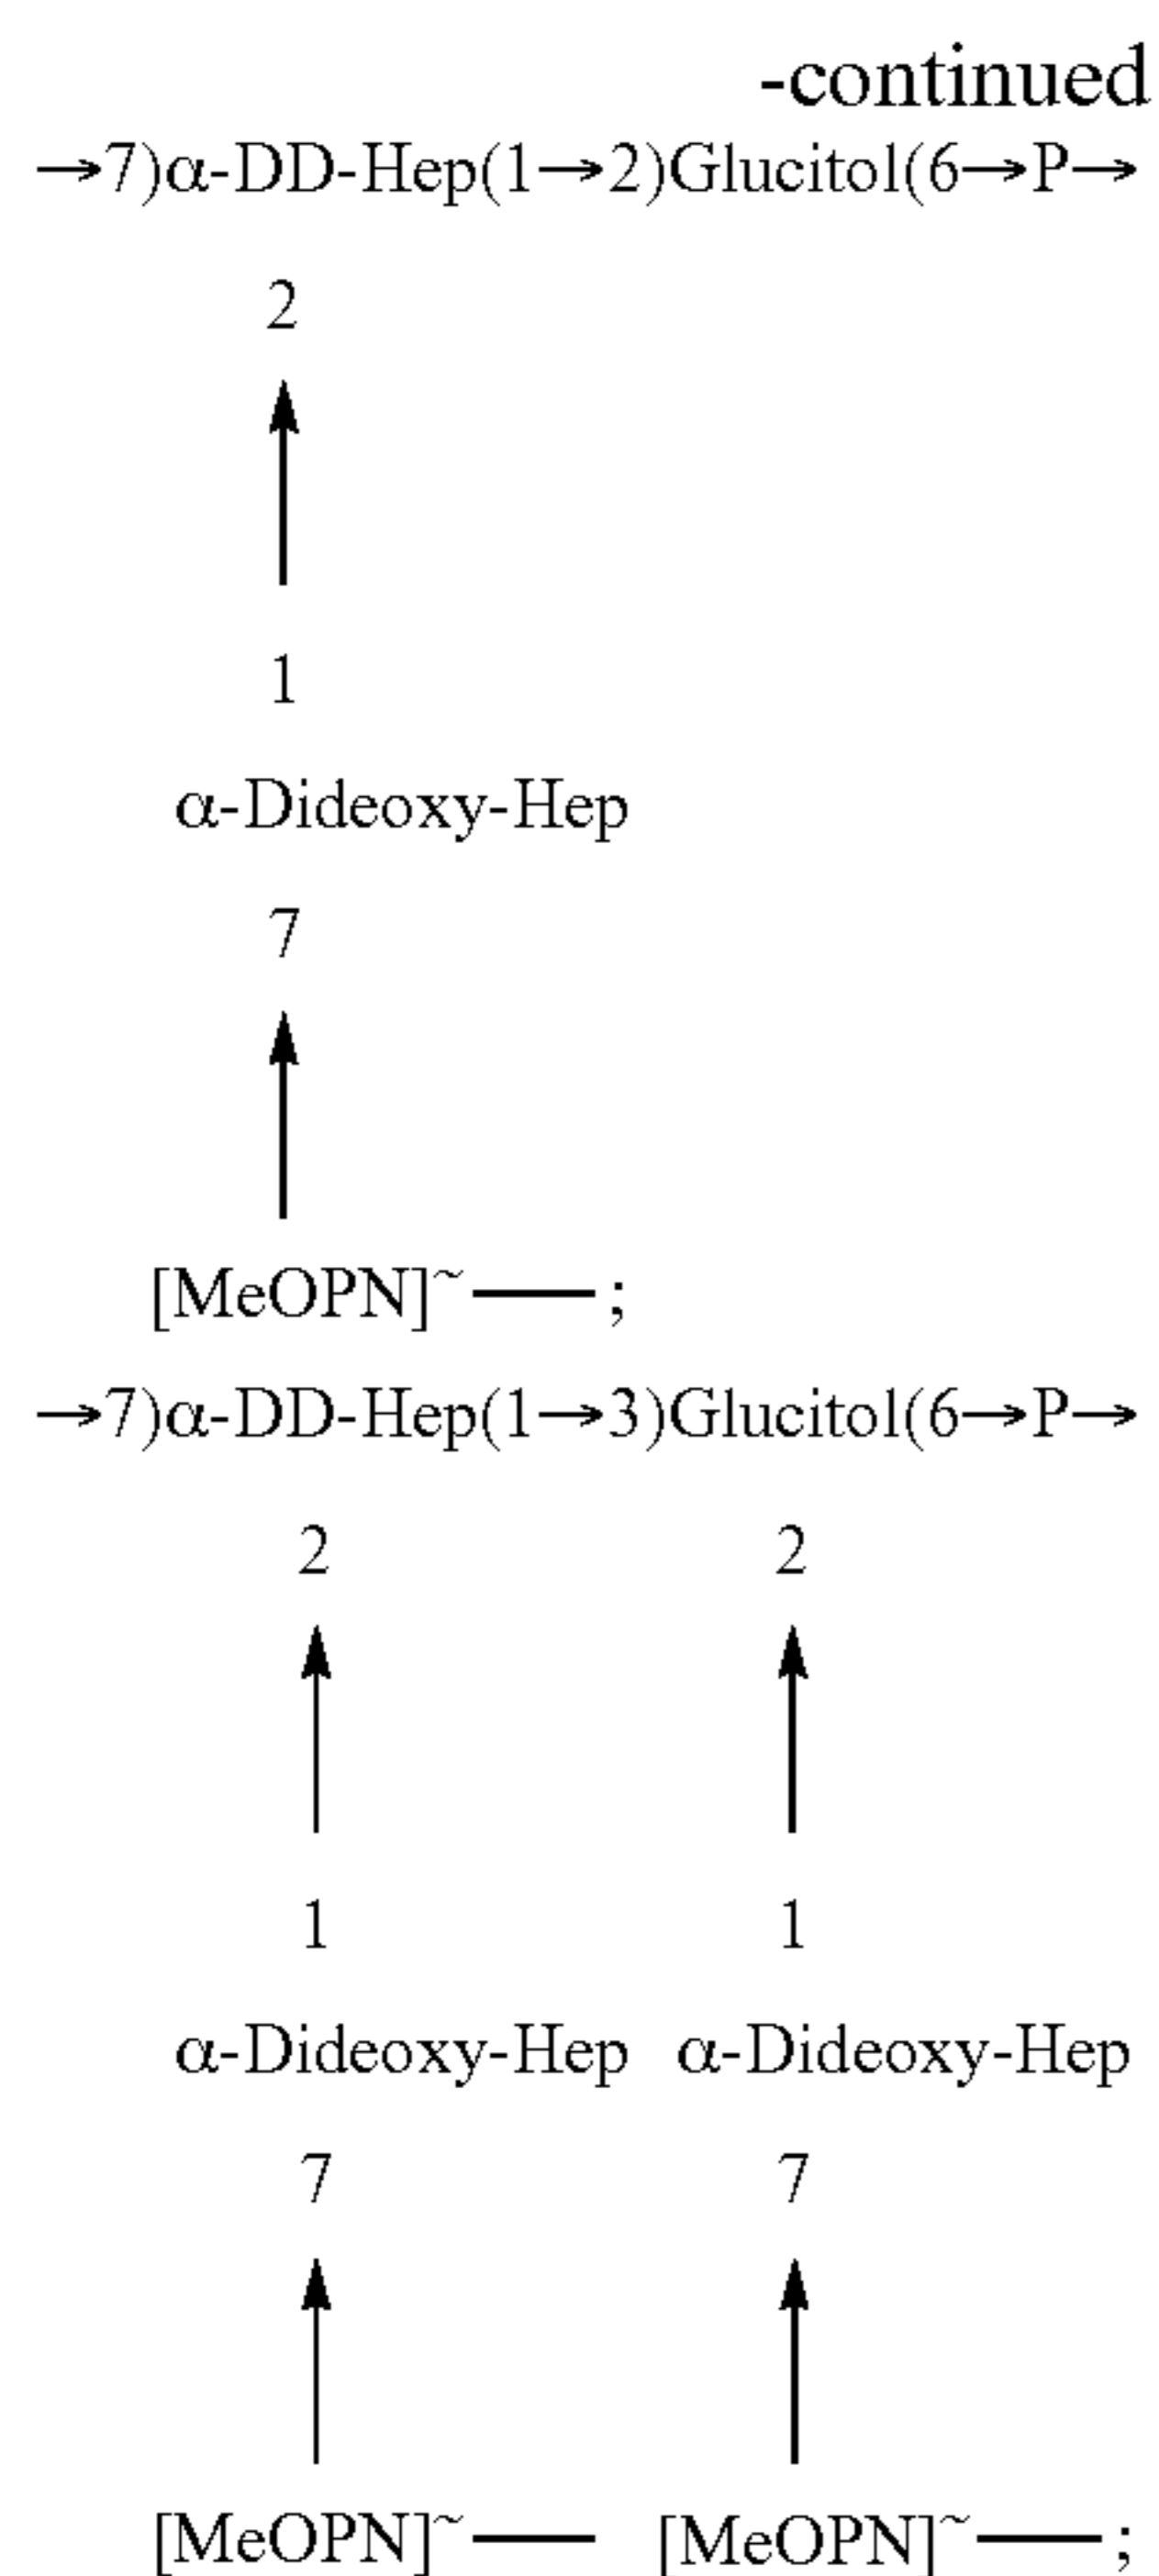 -continued
→7)α-DD-Hep(1→2)Glucitol(6→P→
2
1
α-Dideoxy-Hep
7
[MeOPN]~—;
→7)α-DD-Hep(1→3)Glucitol(6→P→
2 2
1 1
α-Dideoxy-Hep α-Dideoxy-Hep
7 7
[MeOPN]~— [MeOPN]~—;